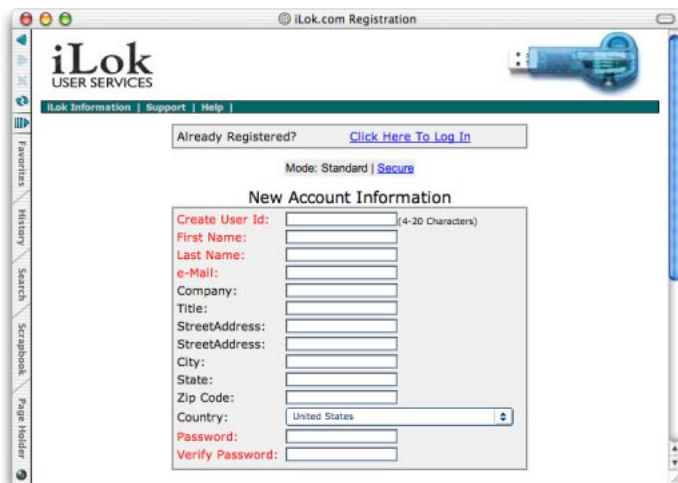 iLok.com Registration
iLok
USER SERVICES
iLok Information | Support | Help |
Already Registered? Click Here To Log In
Mode: Standard | Secure
New Account Information
Create User Id: (4-20 Characters)
First Name:
Last Name:
e-Mail:
Company:
Title:
StreetAddress:
StreetAddress:
City:
State:
Zip Code:
Country: United States
Password:
Verify Password:
Favorites
History
Search
Scrapbook
Page Holder